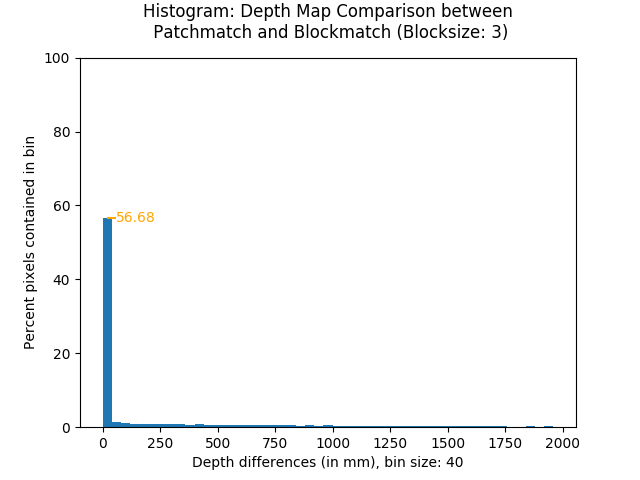 Histogram: Depth Map Comparison between
Patchmatch and Blockmatch (Blocksize: 3)
100
80
60
40
20
0
Percent pixels contained in bin
56.68
0 250 500 750 1000 1250 1500 1750 2000
Depth differences (in mm), bin size: 40